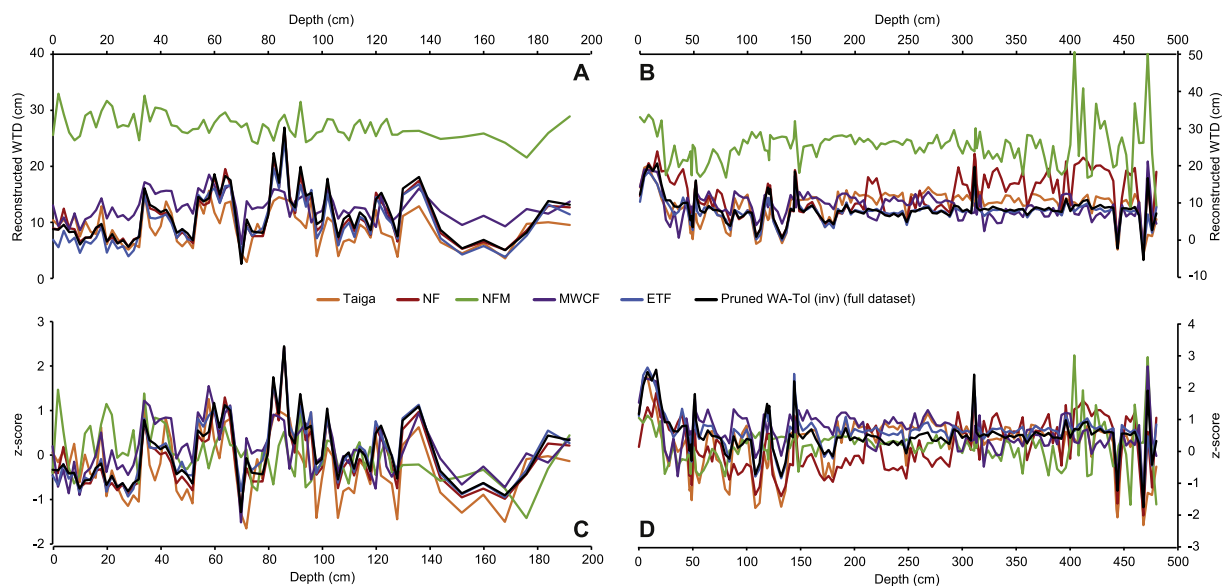 Depth (cm)
0 20 40 60 80 100 120 140 160 180 200
Depth (cm)
0 50 100 150 200 250 300 350 400 450 500
40
30
20
10
0
Reconstructed WTD (cm)
A
B
50
40
30
20
10
0
-10
Reconstructed WTD (cm)
Taiga NF NFM MWCF ETF Pruned WA-Tol (inv) (full dataset)
3
2
1
0
-1
-2
z-score
C
D
4
3
2
1
0
-1
-2
-3
z-score
0 20 40 60 80 100 120 140 160 180 200
Depth (cm)
0 50 100 150 200 250 300 350 400 450 500
Depth (cm)